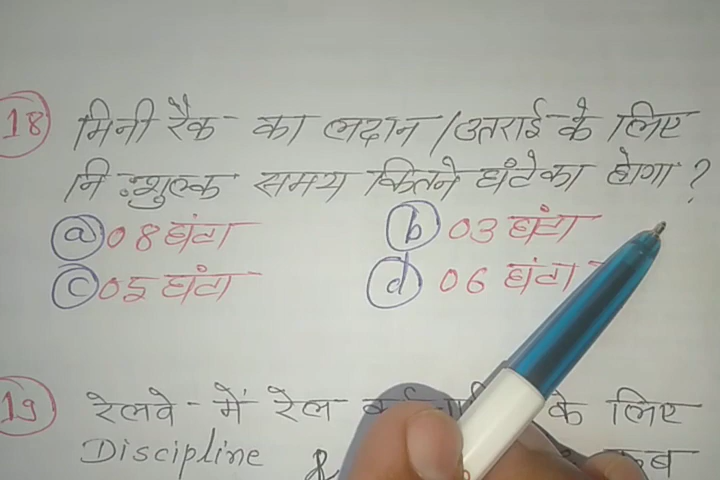 18 मिनी रैक का लदान / उतराई के लिए
नि:शुल्क समय कितने घंटे का होगा ?
a 08 घंटा b 03 घंटा
c 05 घंटा d 06 घंटा
19 रेलवे में रेल के लिए
Discipline &